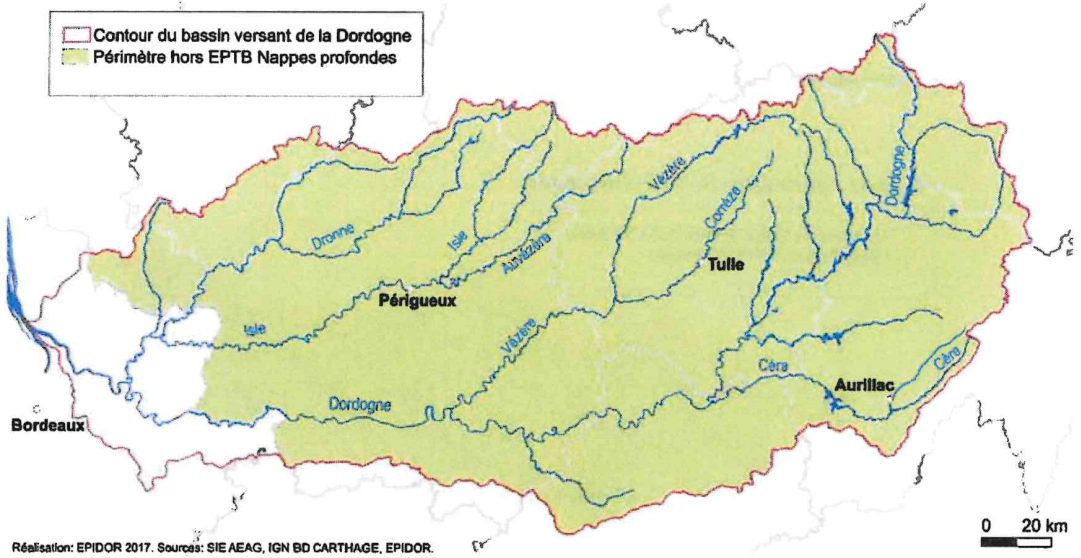 Contour du bassin versant de la Dordogne
Périmètre hors EPTB Nappes profondes
Dordogne
Vézère
Corrèze
Dronne
Isle
Auvézère
Tulle
Périgueux
Isle
Vézère
Cère
Cère
Aurillac
Dordogne
Bordeaux
0 20 km
Réalisation: EPIDOR 2017. Sources: SIE AEAG, IGN BD CARTHAGE, EPIDOR.